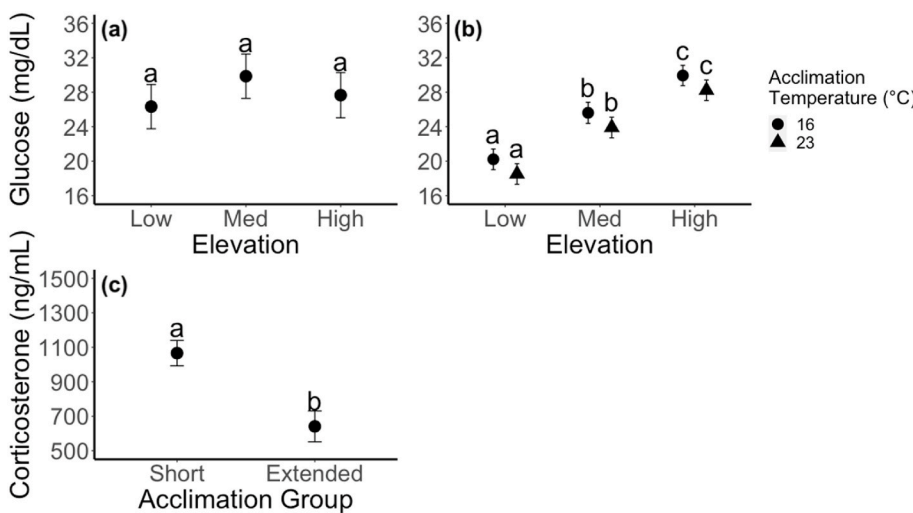 Glucose (mg/dL)
36
32
28
24
20
16
(a)
a
a
a
Low
Med
High
Elevation
36
32
28
24
20
16
(b)
a
a
b
b
c
c
Low
Med
High
Elevation
Acclimation
Temperature (°C)
16
23
Corticosterone (ng/mL)
1500
1300
1100
900
700
500
(c)
a
b
Short
Extended
Acclimation Group